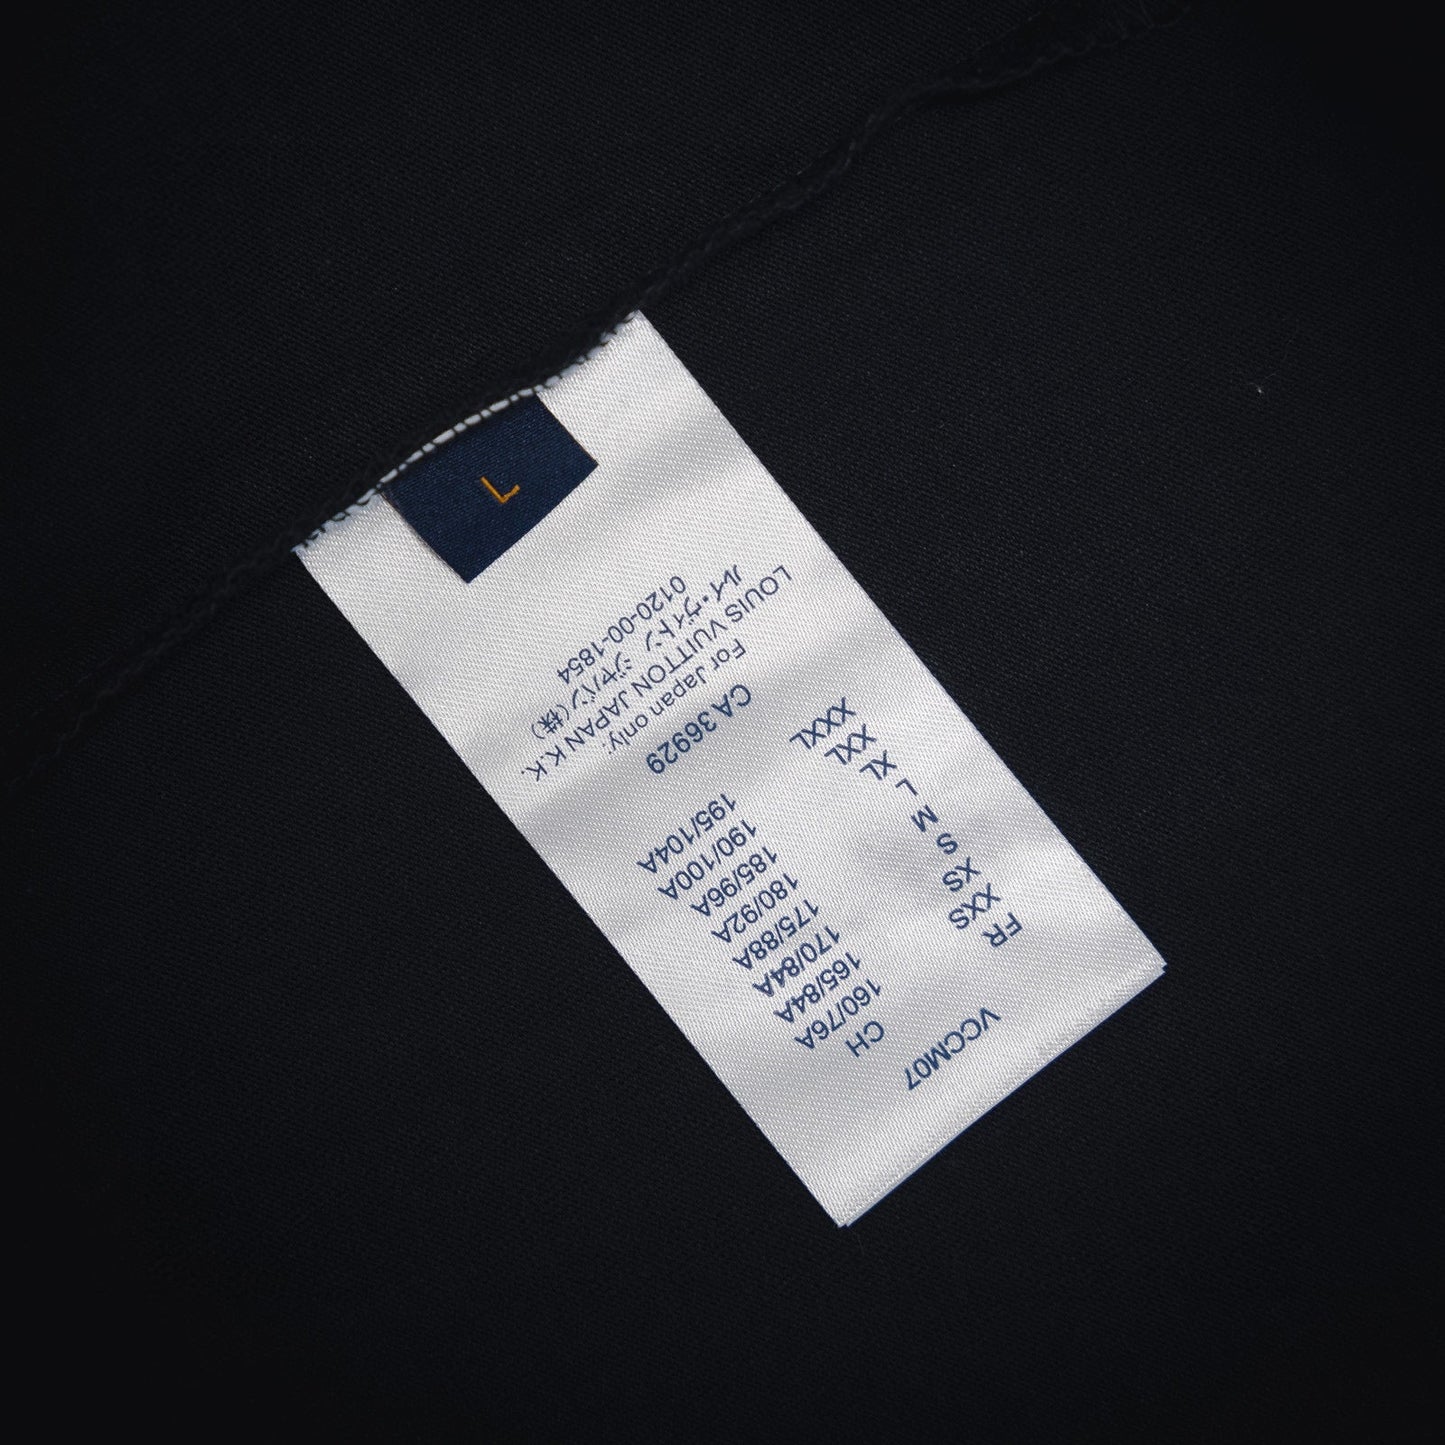 L
VCCM07
FR CH
XXS 160/76A
XS 165/84A
S 170/84A
M 175/88A
L 180/92A
XL 185/96A
XXL 190/100A
XXXL 195/104A
CA 36929
For Japan only:
LOUIS VUITTON JAPAN K.K.
ルイ・ヴィトン ジャパン(株)
0120-00-1854